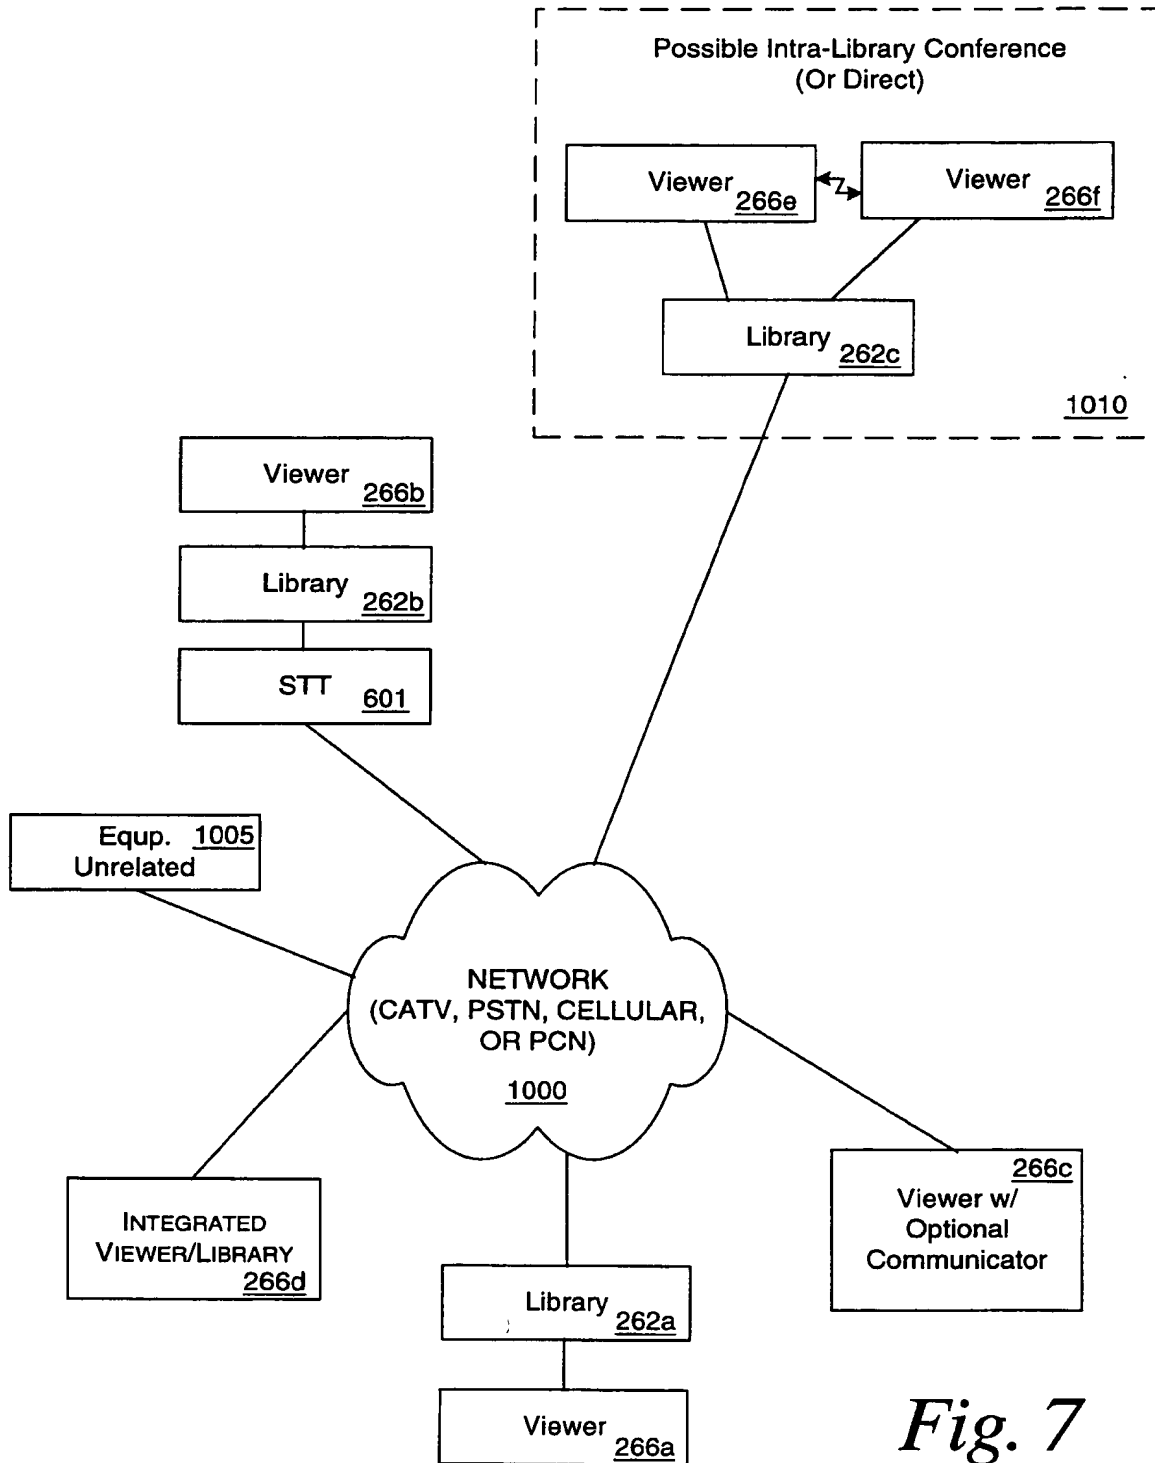 Possible Intra-Library Conference
(Or Direct)
Viewer
266e
Viewer
266f
Library
262c
1010
Viewer
266b
Library
262b
STT
601
Equp. 1005
Unrelated
NETWORK
(CATV, PSTN, CELLULAR,
OR PCN)
1000
266c
Viewer w/
Optional
Communicator
INTEGRATED
VIEWER/LIBRARY
266d
Library
262a
Viewer
266a
Fig. 7